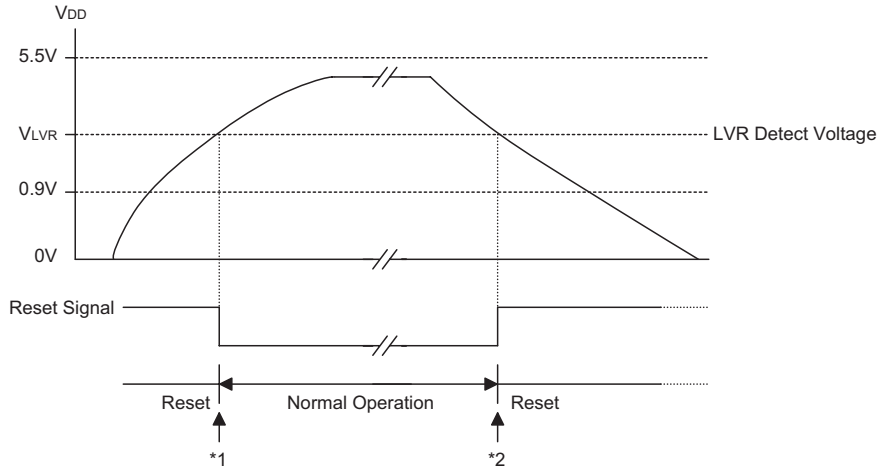 VDD
5.5V
VLVR
LVR Detect Voltage
0.9V
0V
Reset Signal
Reset
Normal Operation
Reset
*1
*2